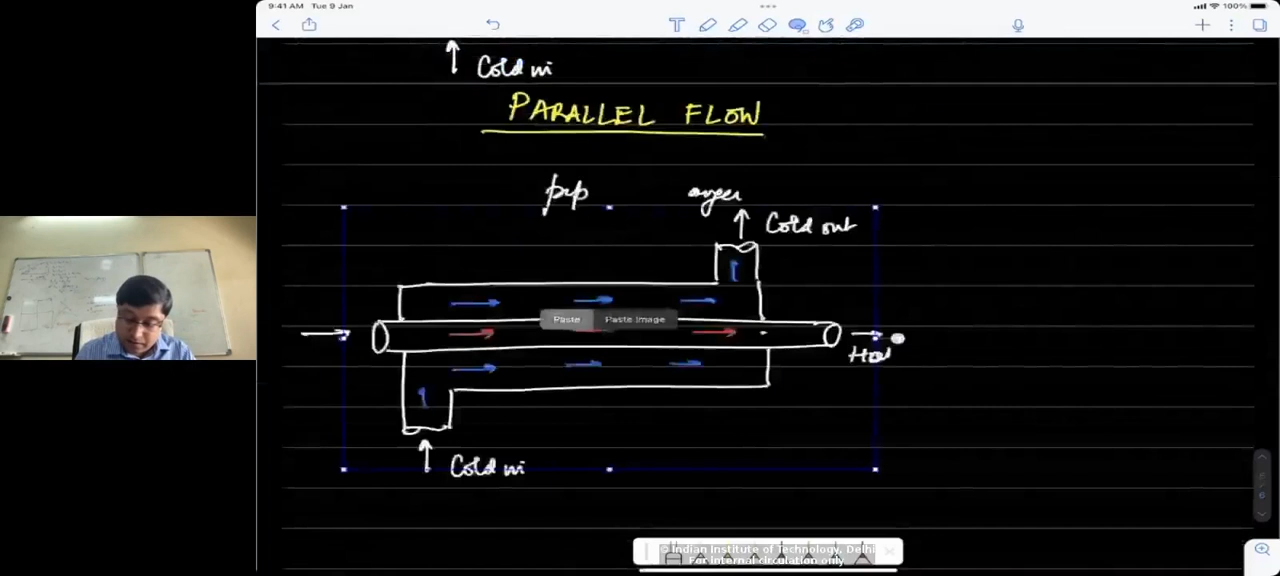 9:41 AM Tue 9 Jan
100%
Cold in
PARALLEL FLOW
Cold out
Paste Paste Image
Cold in
© Indian Institute of Technology, Delhi
For internal circulation only